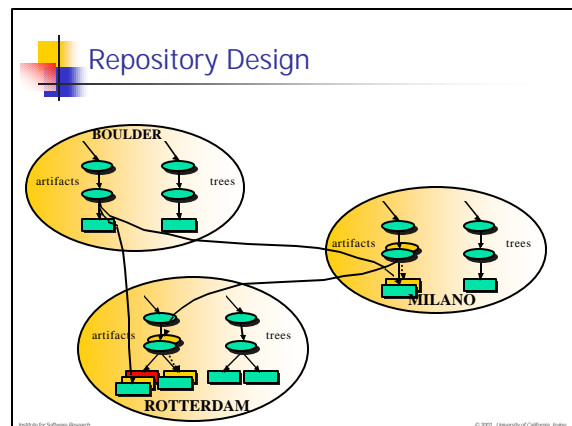 Repository Design
BOULDER
artifacts
trees
artifacts
trees
MILANO
artifacts
trees
ROTTERDAM
Institute for Software Research
© 2001, University of California, Irvine